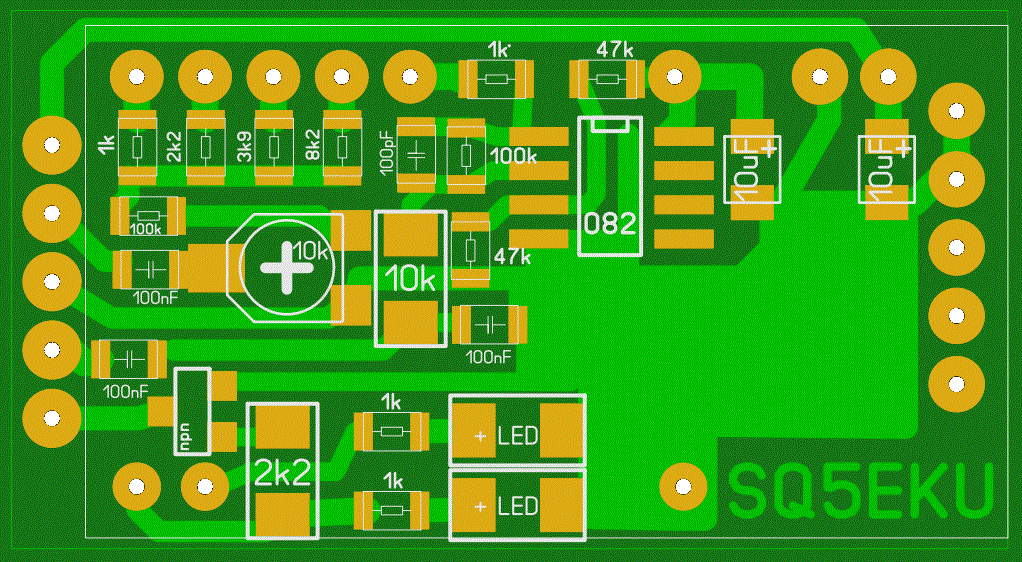 1k
47k
1k
2k2
3k9
8k2
100pF
100k
10uF
+
10uF
+
100k
082
10k
10k
47k
100nF
100nF
100nF
1k
npn
+ LED
2k2
SQ5EKU
1k
+ LED